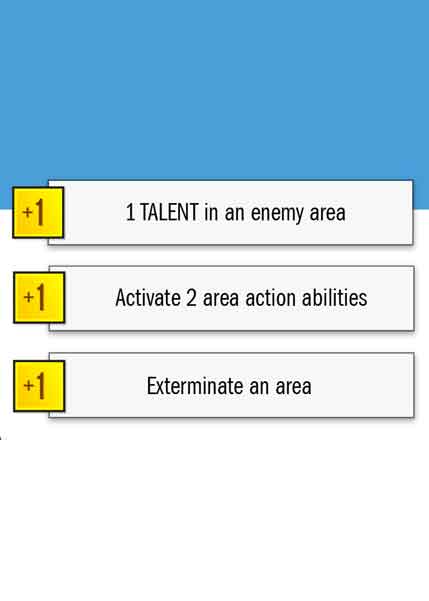 +1 1 TALENT in an enemy area
+1 Activate 2 area action abilities
+1 Exterminate an area